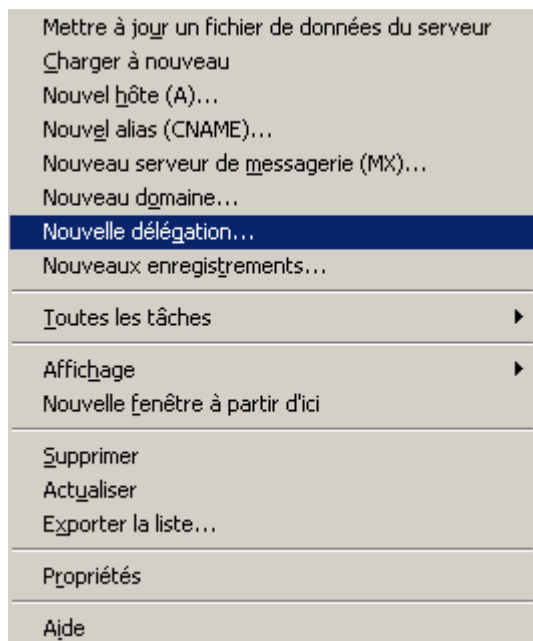 Mettre à jour un fichier de données du serveur
Charger à nouveau
Nouvel hôte (A)...
Nouvel alias (CNAME)...
Nouveau serveur de messagerie (MX)...
Nouveau domaine...
Nouvelle délégation...
Nouveaux enregistrements...
Toutes les tâches
Affichage
Nouvelle fenêtre à partir d'ici
Supprimer
Actualiser
Exporter la liste...
Propriétés
Aide